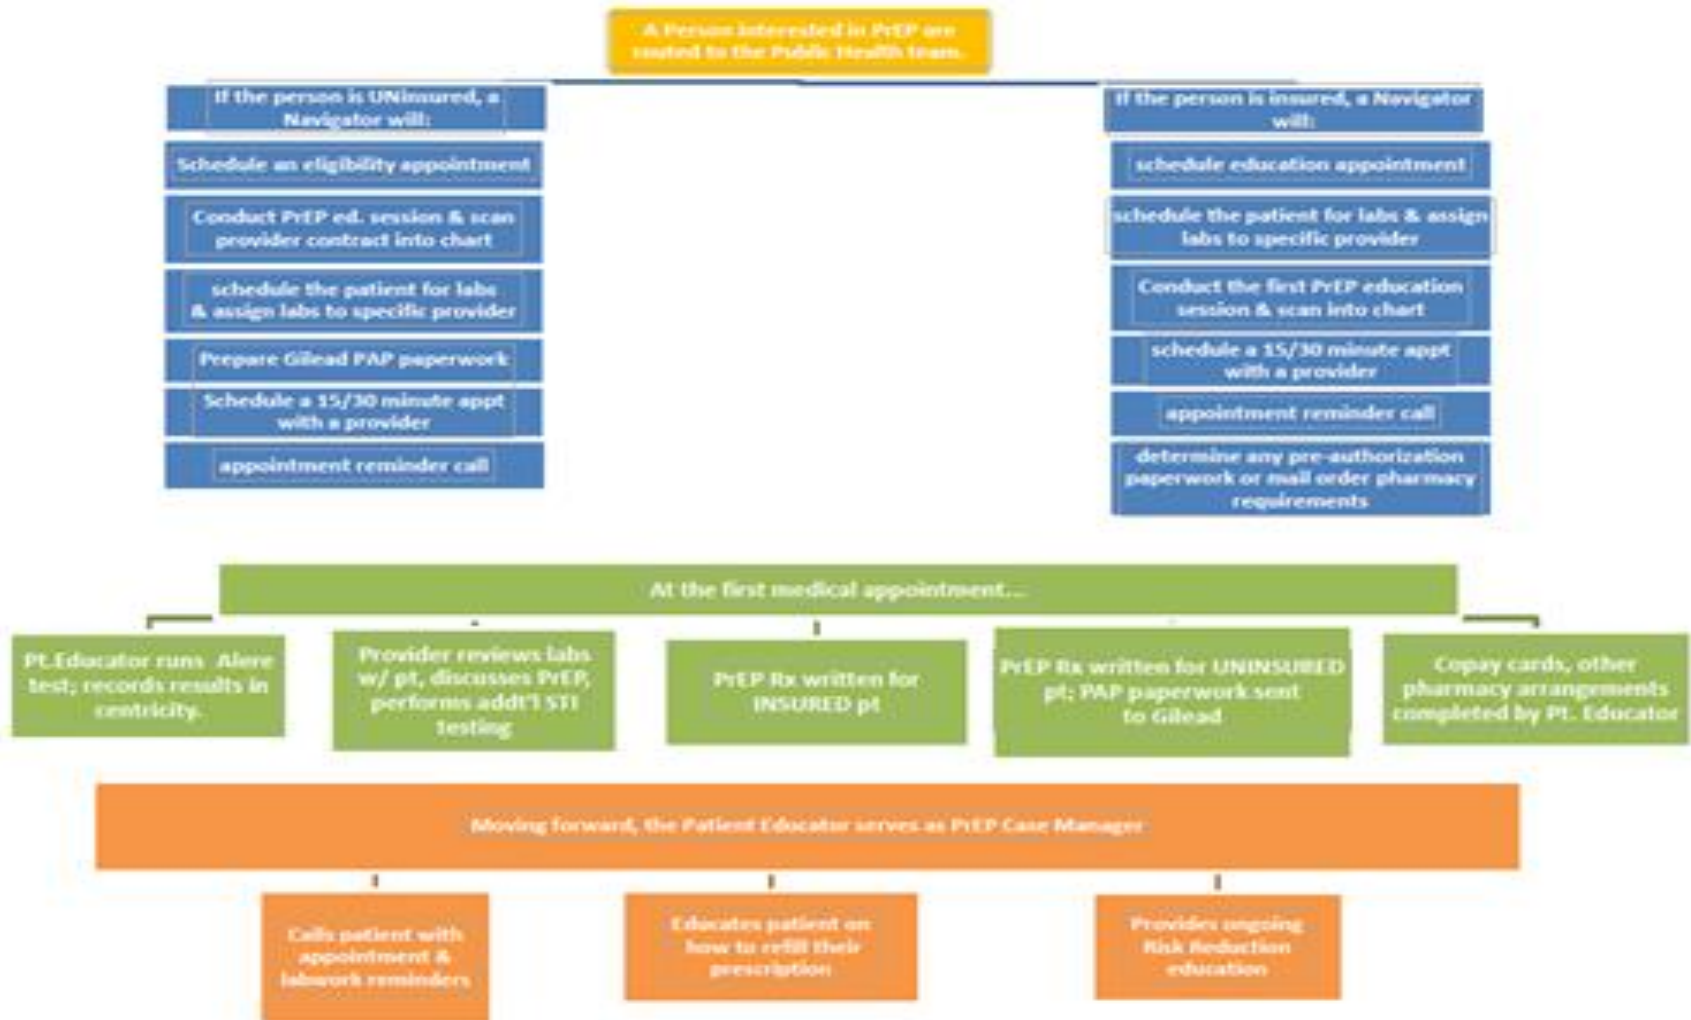 A Person interested in PrEP are
routed to the Public Health team.
If the person is UNinsured, a
Navigator will:
Schedule an eligibility appointment
Conduct PrEP ed. session & scan
provider contract into chart
schedule the patient for labs
& assign labs to specific provider
Prepare Gilead PAP paperwork
Schedule a 15/30 minute appt
with a provider
appointment reminder call
If the person is insured, a Navigator
will:
schedule education appointment
schedule the patient for labs & assign
labs to specific provider
Conduct the first PrEP education
session & scan into chart
schedule a 15/30 minute appt
with a provider
appointment reminder call
determine any pre-authorization
paperwork or mail order pharmacy
requirements
At the first medical appointment...
Pt.Educator runs Alere
test; records results in
centricity.
Provider reviews labs
w/ pt, discusses PrEP,
performs addt'l STI
Testing
PrEP Rx written for
INSURED pt
PrEP Rx written for UNINSURED
pt; PAP paperwork sent
to Gilead
Copay cards, other
pharmacy arrangements
completed by Pt. Educator
Moving forward, the Patient Educator serves as PrEP Case Manager
Calls patient with
appointment &
labwork reminders
Educates patient on
how to refill their
prescription
Provides ongoing
Risk Reduction
education